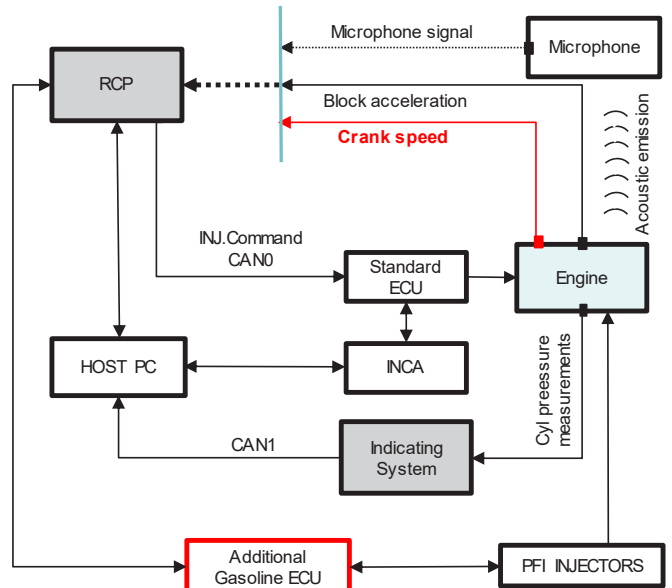 Microphone signal
Microphone
RCP
Block acceleration
Crank speed
Acoustic emission
INJ.Command
CAN0
Standard
ECU
Engine
HOST PC
INCA
Cyl preessure
measurements
CAN1
Indicating
System
Additional
Gasoline ECU
PFI INJECTORS